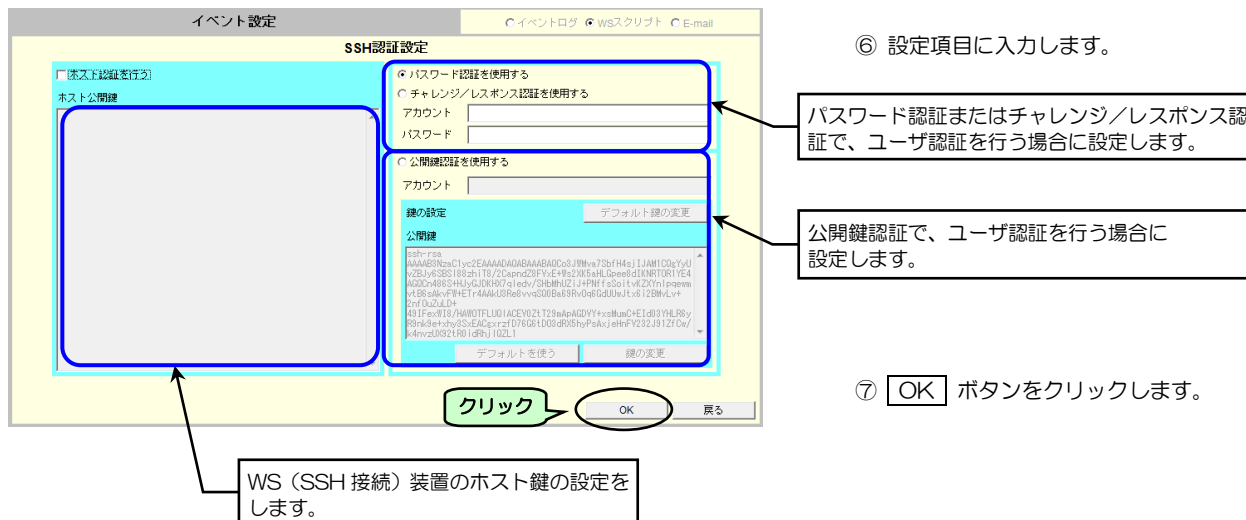 イベント設定
イベントログ WSスクリプト E-mail
SSH認証設定
ホスト認証を行う
ホスト公開鍵
パスワード認証を使用する
チャレンジ／レスポンス認証を使用する
アカウント
パスワード
公開鍵認証を使用する
アカウント
鍵の設定
デフォルト鍵の変更
公開鍵
ssh-rsa
デフォルトを使う
鍵の変更
クリック
OK
戻る
⑥ 設定項目に入力します。
パスワード認証またはチャレンジ／レスポンス認
証で、ユーザ認証を行う場合に設定します。
公開鍵認証で、ユーザ認証を行う場合に
設定します。
⑦ OK ボタンをクリックします。
WS（SSH 接続）装置のホスト鍵の設定を
します。